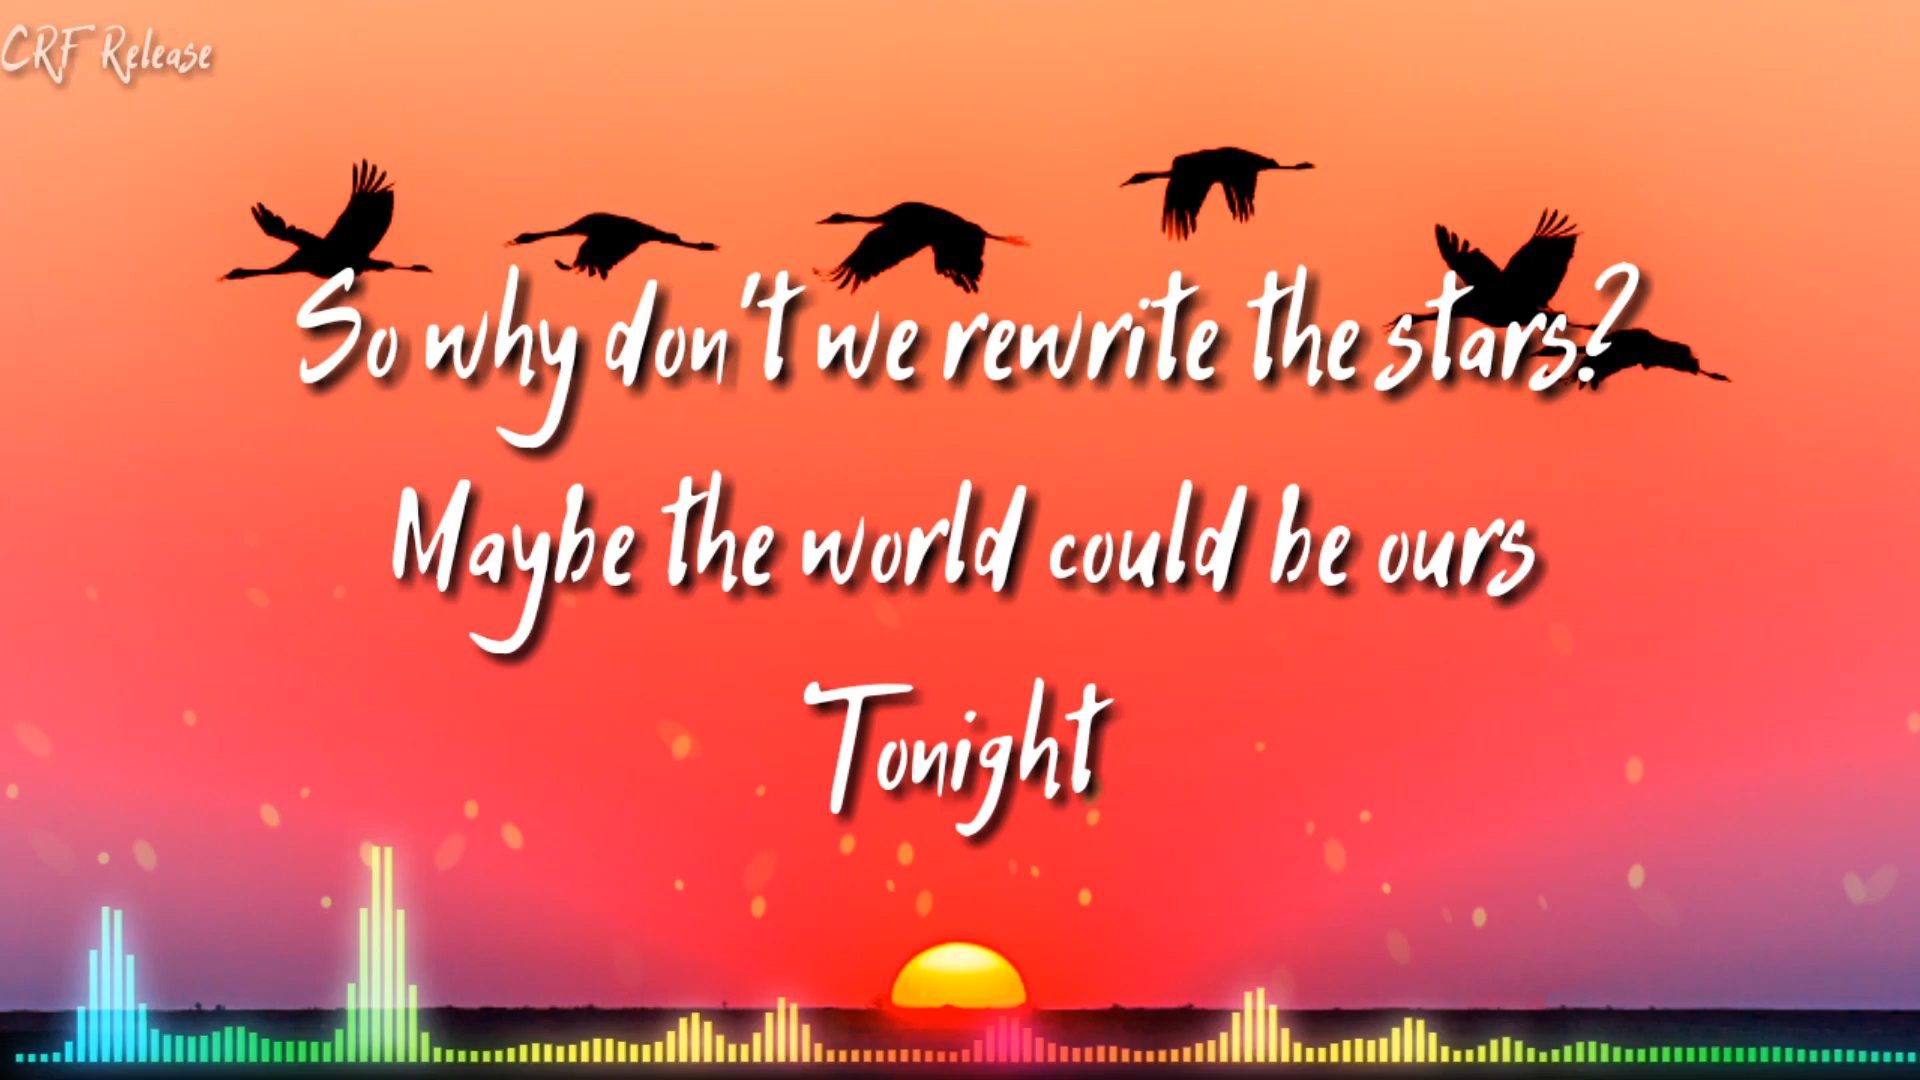 CRF Release
So why don't we rewrite the stars?
Maybe the world could be ours
Tonight